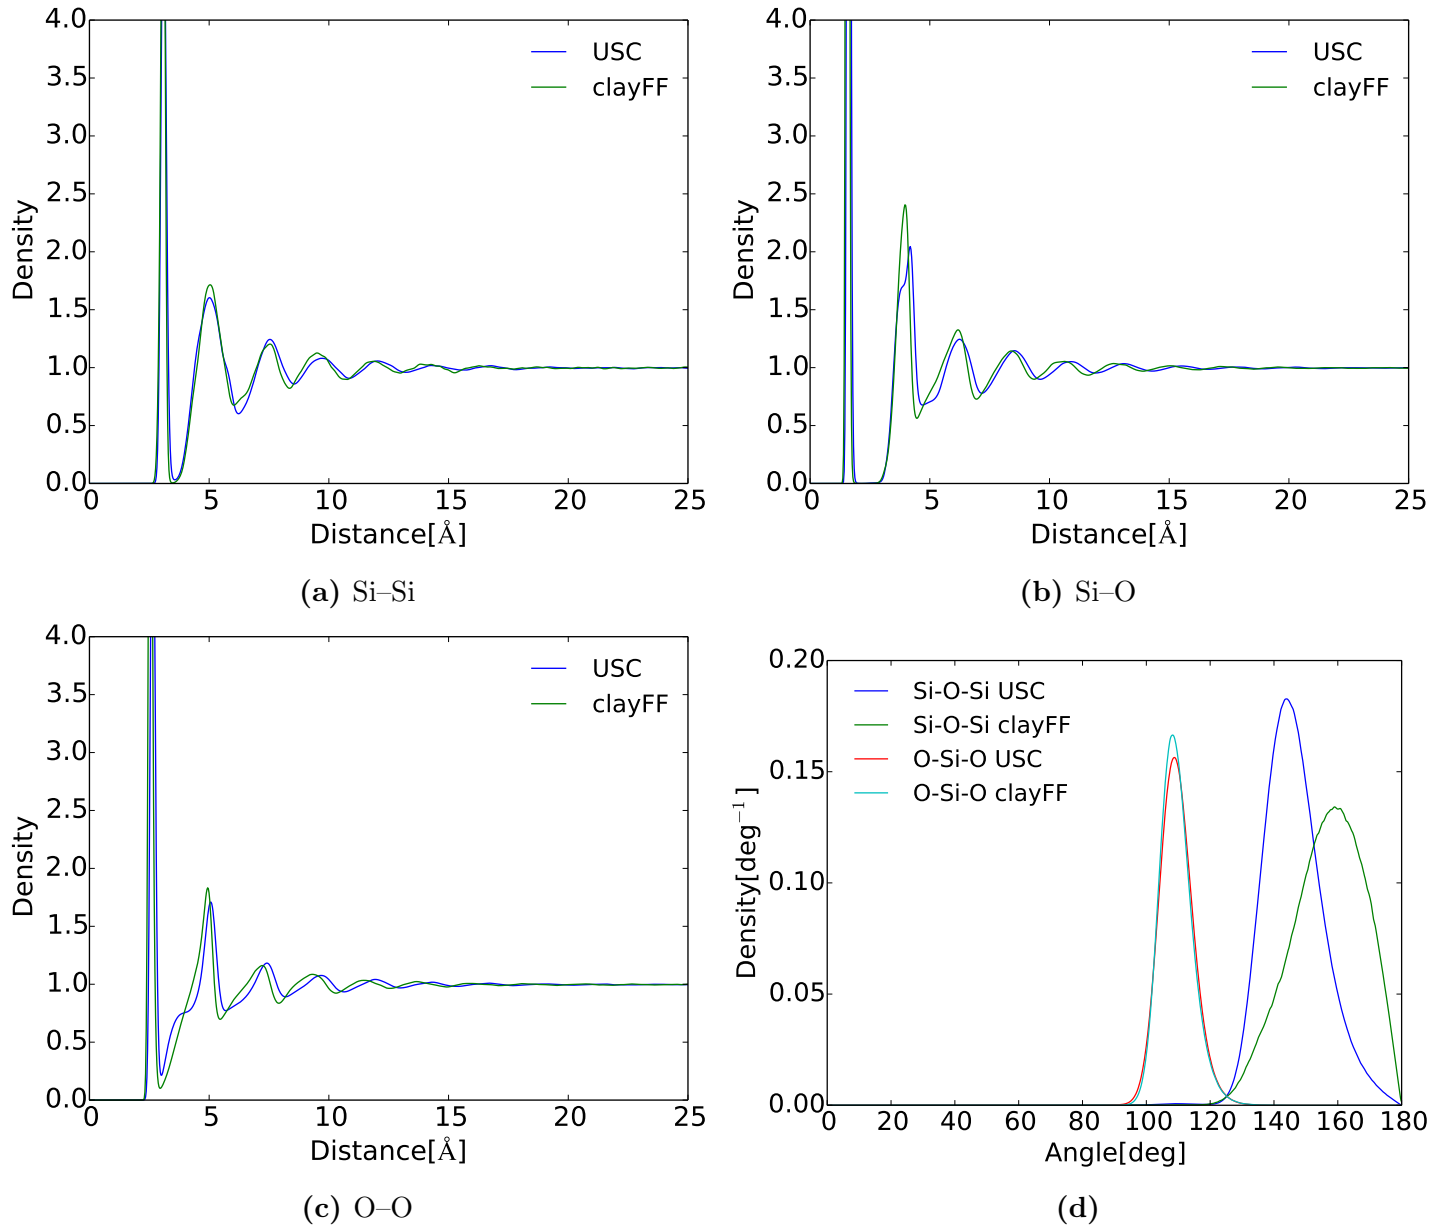 4.0
3.5
3.0
2.5
2.0
1.5
1.0
0.5
0.0
Density
USC
clayFF
0 5 10 15 20 25
Distance[Å]
(a) Si–Si
4.0
3.5
3.0
2.5
2.0
1.5
1.0
0.5
0.0
Density
USC
clayFF
0 5 10 15 20 25
Distance[Å]
(b) Si–O
4.0
3.5
3.0
2.5
2.0
1.5
1.0
0.5
0.0
Density
USC
clayFF
0 5 10 15 20 25
Distance[Å]
(c) O–O
0.20
0.15
0.10
0.05
0.00
Density[deg⁻¹]
Si-O-Si USC
Si-O-Si clayFF
O-Si-O USC
O-Si-O clayFF
0 20 40 60 80 100 120 140 160 180
Angle[deg]
(d)